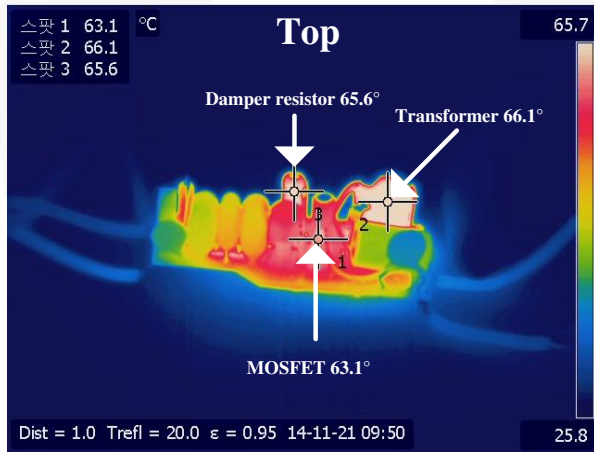 스팟 1 63.1 °C
스팟 2 66.1
스팟 3 65.6
Top
65.7
Damper resistor 65.6°
Transformer 66.1°
3
2
1
MOSFET 63.1°
Dist = 1.0 Trefl = 20.0 ε = 0.95 14-11-21 09:50
25.8